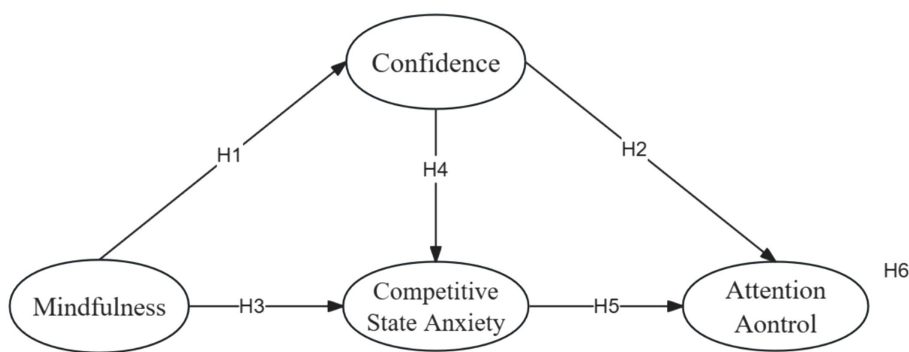 Confidence
H1
H4
H2
H6
Mindfulness
H3
Competitive
State Anxiety
H5
Attention
Aontrol